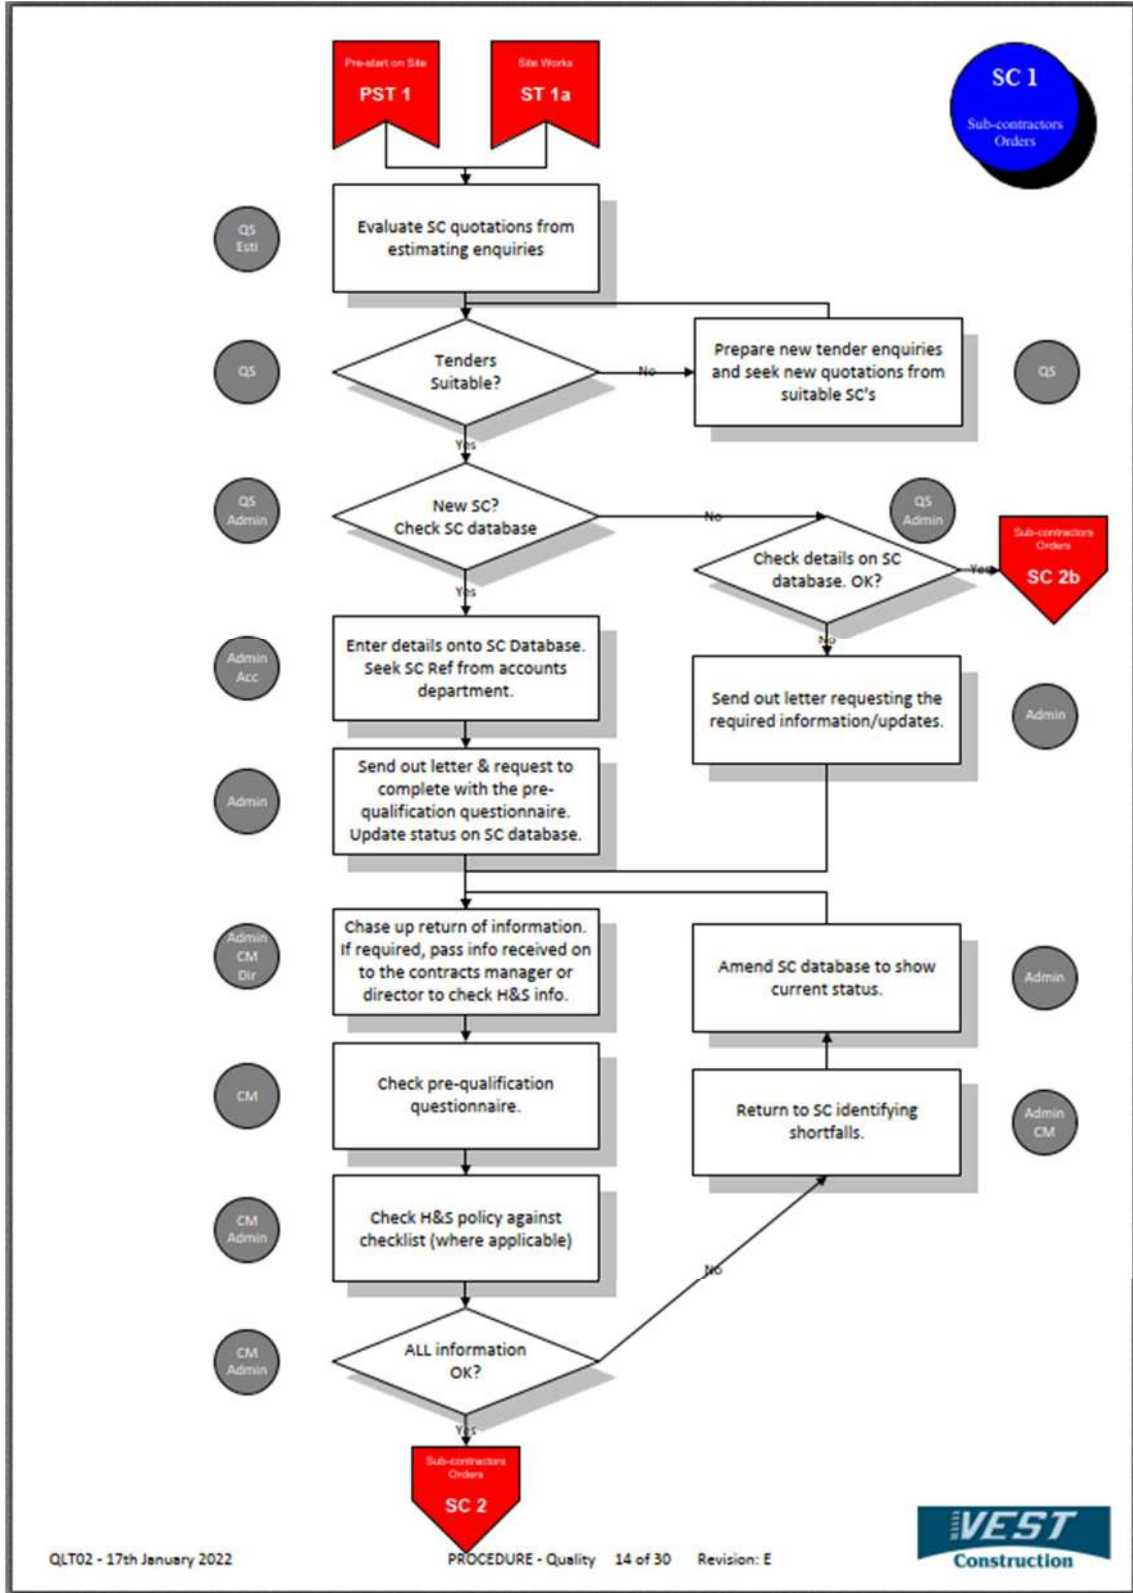 Pre-start on Site
PST 1
Site Works
ST 1a
SC 1
Sub-contractors
Orders
QS
Esti
Evaluate SC quotations from
estimating enquiries
QS
Tenders
Suitable?
No
Prepare new tender enquiries
and seek new quotations from
suitable SC's
QS
Yes
QS
Admin
New SC?
Check SC database
No
QS
Admin
Check details on SC
database. OK?
Yes
Sub-contractors
Orders
SC 2b
Yes
No
Admin
Acc
Enter details onto SC Database.
Seek SC Ref from accounts
department.
Send out letter requesting the
required information/updates.
Admin
Admin
Send out letter & request to
complete with the pre-
qualification questionnaire.
Update status on SC database.
Admin
CM
Dir
Chase up return of information.
If required, pass info received on
to the contracts manager or
director to check H&S info.
Amend SC database to show
current status.
Admin
CM
Check pre-qualification
questionnaire.
Return to SC identifying
shortfalls.
Admin
CM
CM
Admin
Check H&S policy against
checklist (where applicable)
No
CM
Admin
ALL information
OK?
Yes
Sub-contractors
Orders
SC 2
VEST
Construction
QLT02 - 17th January 2022 PROCEDURE - Quality 14 of 30 Revision: E